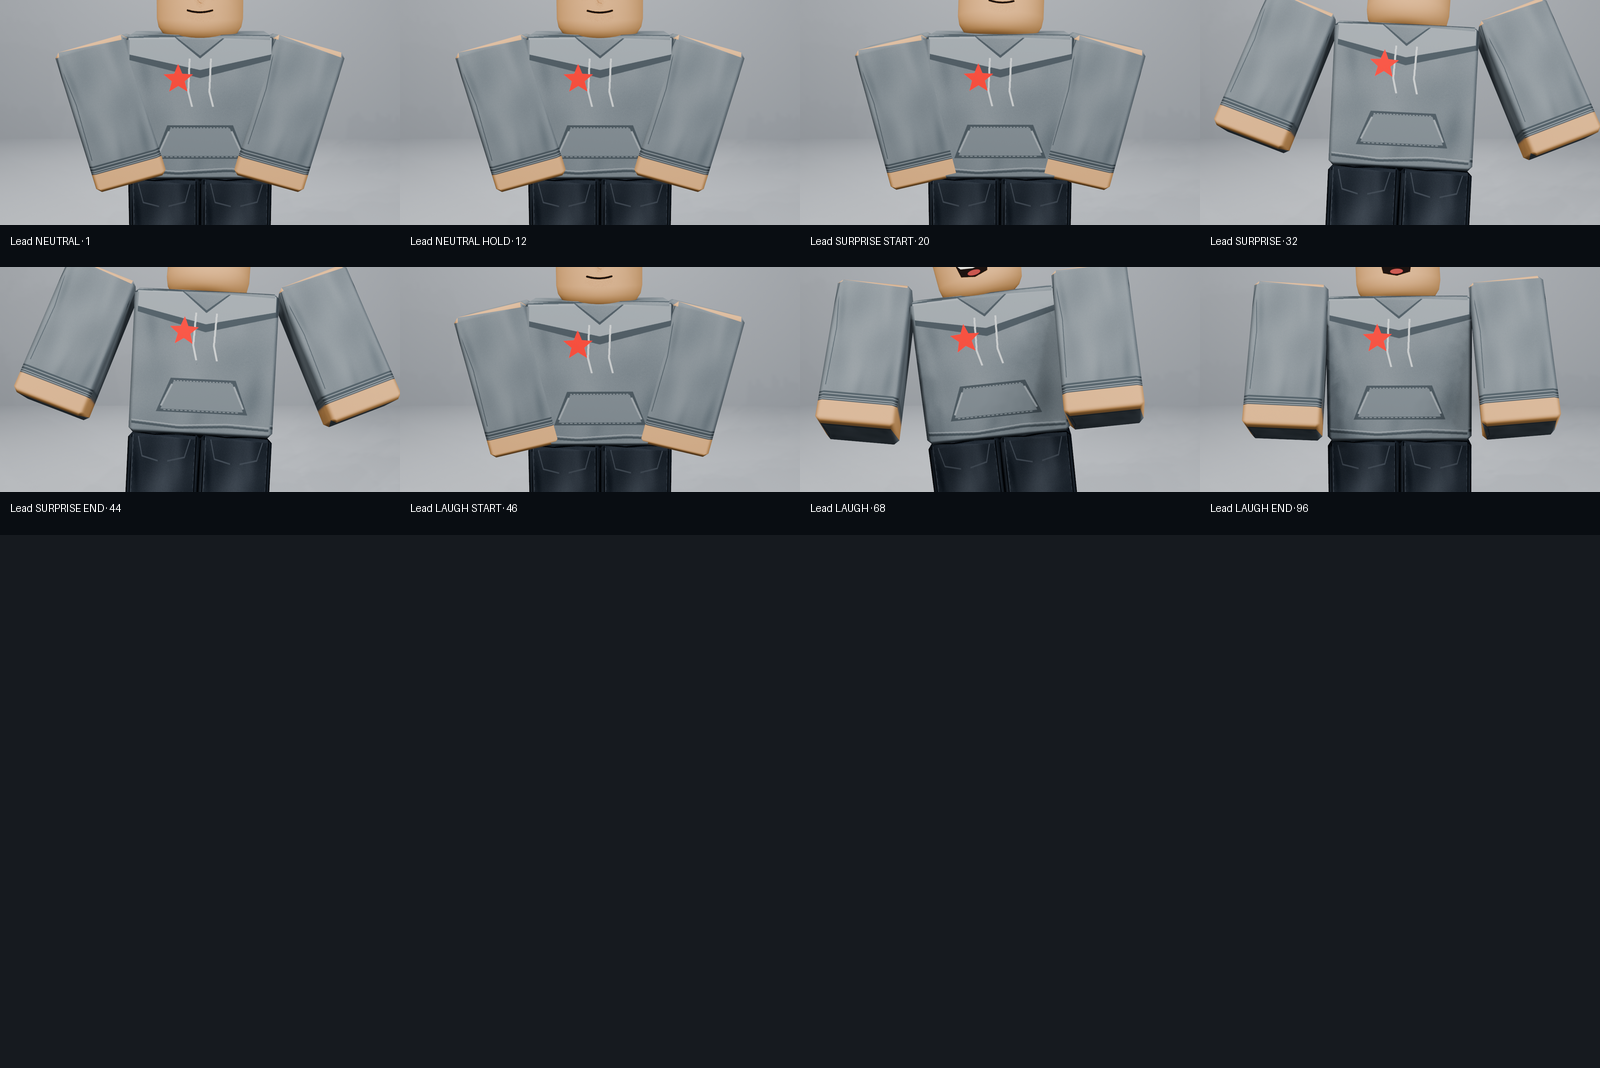 Lead NEUTRAL · 1
Lead NEUTRAL HOLD · 12
Lead SURPRISE START · 20
Lead SURPRISE · 32
Lead SURPRISE END · 44
Lead LAUGH START · 46
Lead LAUGH · 68
Lead LAUGH END · 96